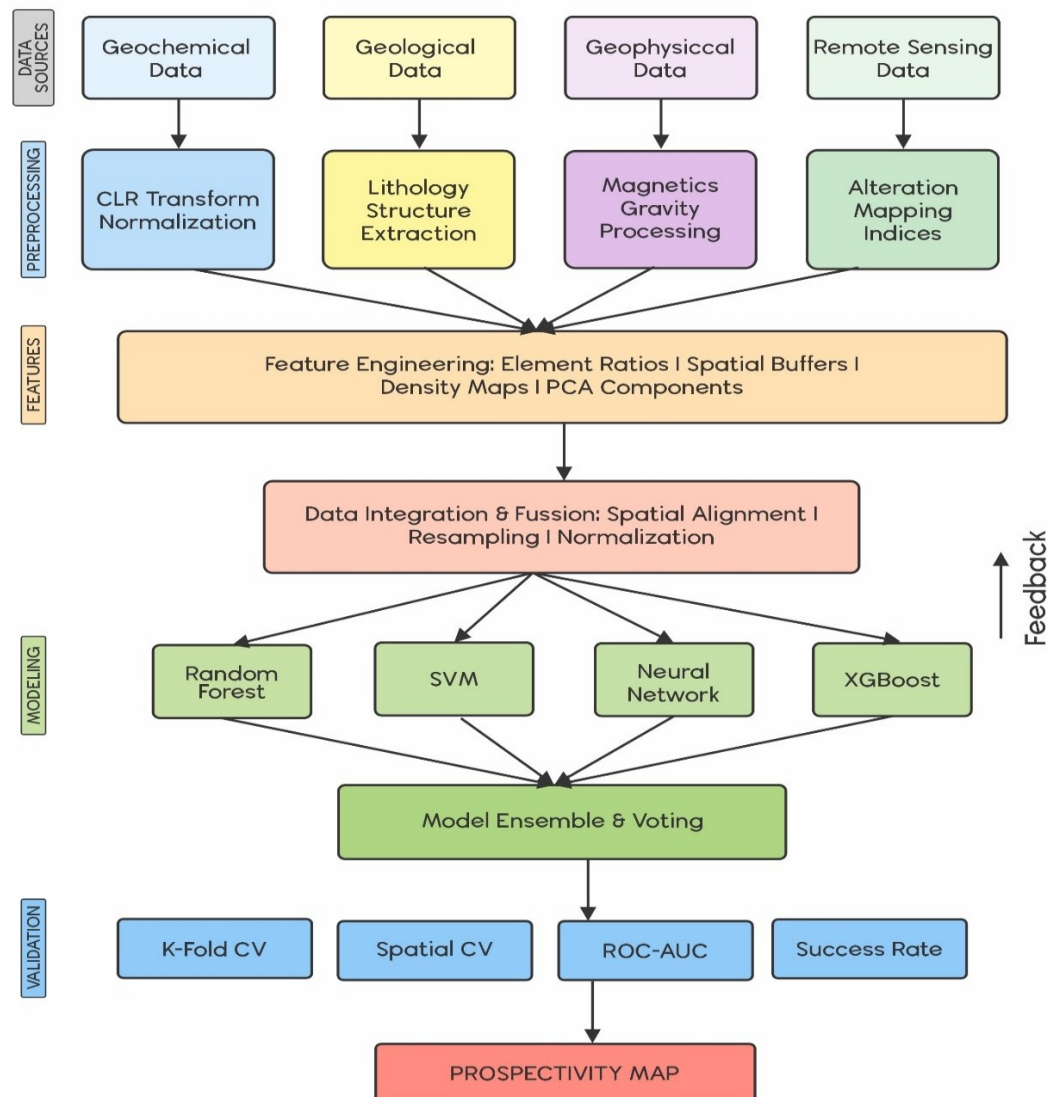 DATA
SOURCES
Geochemical
Data
Geological
Data
Geophysiccal
Data
Remote Sensing
Data
PREPROCESSING
CLR Transform
Normalization
Lithology
Structure
Extraction
Magnetics
Gravity
Processing
Alteration
Mapping
Indices
FEATURES
Feature Engineering: Element Ratios I Spatial Buffers I
Density Maps I PCA Components
Data Integration & Fussion: Spatial Alignment I
Resampling I Normalization
Feedback
MODELING
Random
Forest
SVM
Neural
Network
XGBoost
Model Ensemble & Voting
VALIDATION
K-Fold CV
Spatial CV
ROC-AUC
Success Rate
PROSPECTIVITY MAP